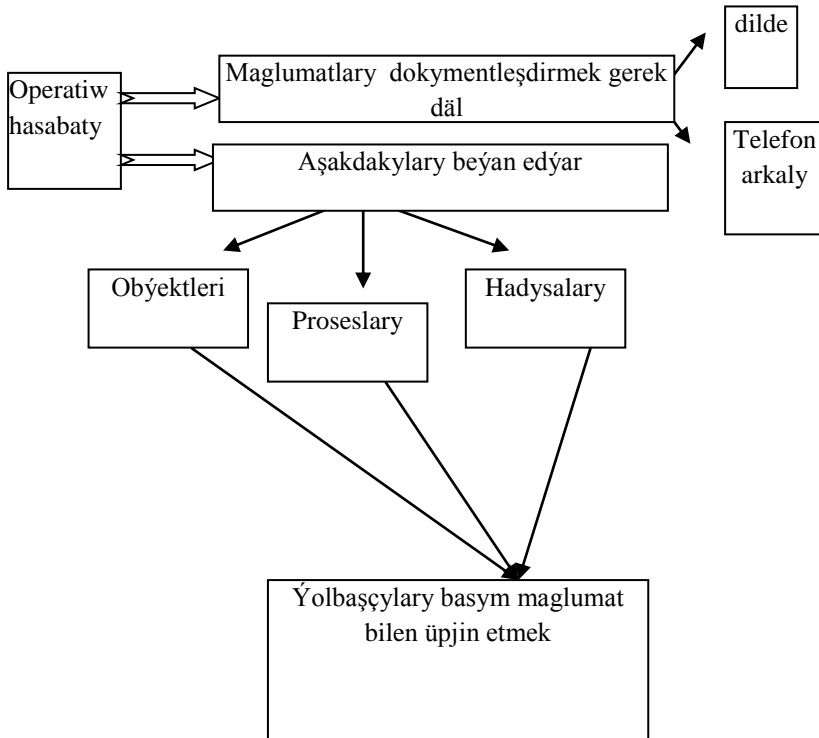 dilde
Maglumatlary dokymentleşdirmek gerek
däl
Operatiw
hasabaty
Telefon
arkaly
Aşakdakylary beýan edýar
Obýektleri
Hadysalary
Proseslary
Ýolbaşçylary basym maglumat
bilen üpjin etmek